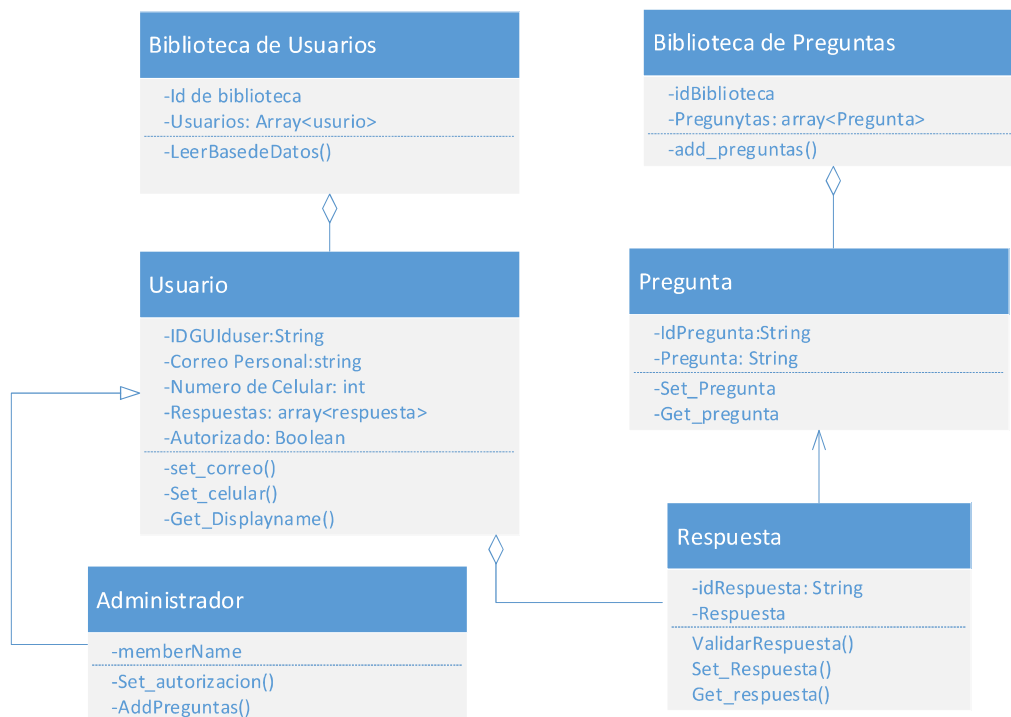 Biblioteca de Usuarios
-Id de biblioteca
-Usuarios: Array<usurio>
-LeerBasedeDatos()
Biblioteca de Preguntas
-idBiblioteca
-Pregunytas: array<Pregunta>
-add_preguntas()
Usuario
-IDGUIduser:String
-Correo Personal:string
-Numero de Celular: int
-Respuestas: array<respuesta>
-Autorizado: Boolean
-set_correo()
-Set_celular()
-Get_Displayname()
Pregunta
-IdPregunta:String
-Pregunta: String
-Set_Pregunta
-Get_pregunta
Administrador
-memberName
-Set_autorizacion()
-AddPreguntas()
Respuesta
-idRespuesta: String
-Respuesta
ValidarRespuesta()
Set_Respuesta()
Get_respuesta()